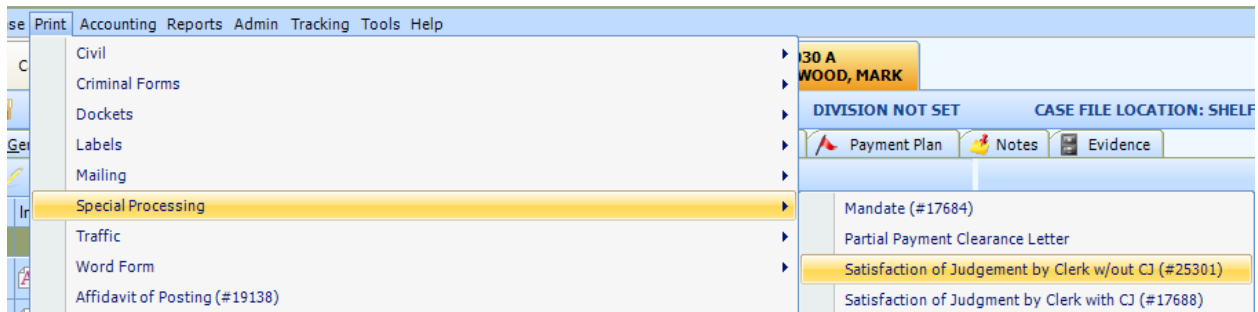 se Print Accounting Reports Admin Tracking Tools Help
Civil
030 A
WOOD, MARK
Criminal Forms
Dockets
DIVISION NOT SET CASE FILE LOCATION: SHELF
Labels
Payment Plan Notes Evidence
Mailing
Special Processing
Mandate (#17684)
Traffic
Partial Payment Clearance Letter
Word Form
Satisfaction of Judgement by Clerk w/out CJ (#25301)
Affidavit of Posting (#19138)
Satisfaction of Judgment by Clerk with CJ (#17688)